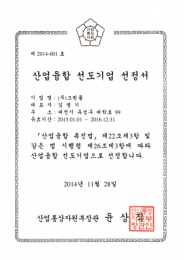 제 2014-001 호
산업융합 선도기업 선정서
기 업 명 : (주)그린폴
대 표 자 : 김 병 기
주 소 : 대전시 유성구 대학로 99
유효기간 : 2015.01.01 ~ 2016.12.31
「산업융합 촉진법」 제22조제3항 및
같은 법 시행령 제26조제3항에 따라
산업융합 선도기업으로 선정합니다.
2014년 11월 28일
산업통상자원부장관 윤상직